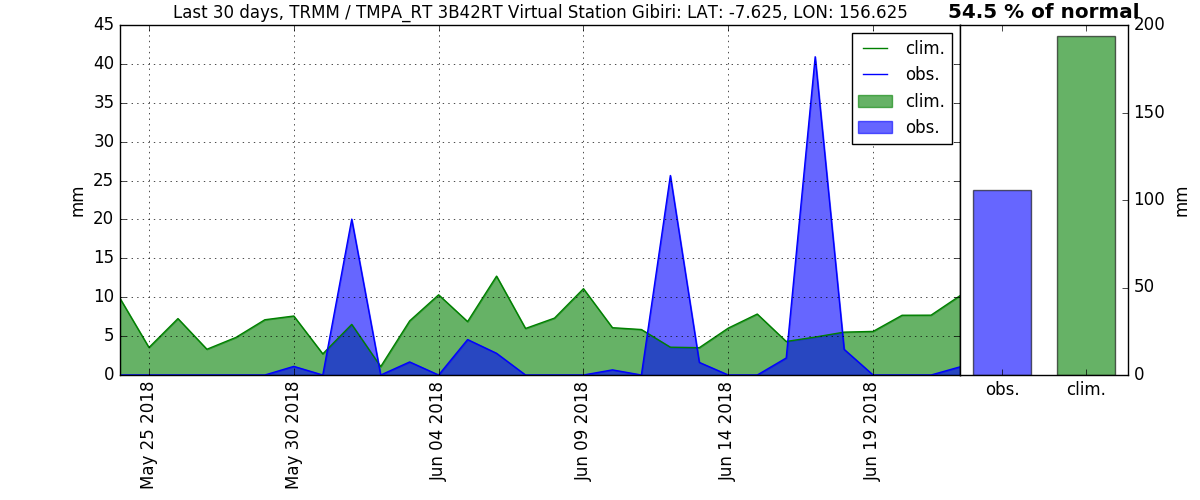 Last 30 days, TRMM / TMPA_RT 3B42RT Virtual Station Gibiri: LAT: -7.625, LON: 156.625
54.5 % of normal
45
40
35
30
25
20
15
10
5
0
mm
clim.
obs.
clim.
obs.
200
150
100
50
0
mm
obs.
clim.
May 25 2018
May 30 2018
Jun 04 2018
Jun 09 2018
Jun 14 2018
Jun 19 2018